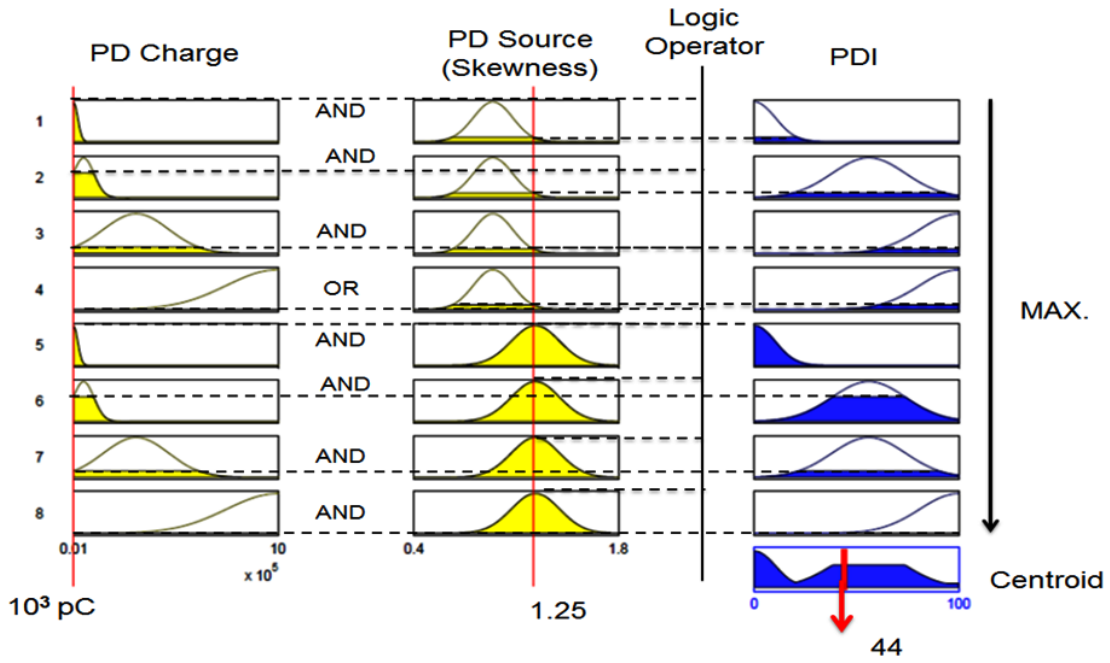 PD Charge
PD Source
(Skewness)
Logic
Operator
PDI
1
AND
2
AND
3
AND
4
OR
MAX.
5
AND
6
AND
7
AND
8
AND
0.01
10
x 10⁵
0.4
1.8
0
100
Centroid
10³ pC
1.25
44